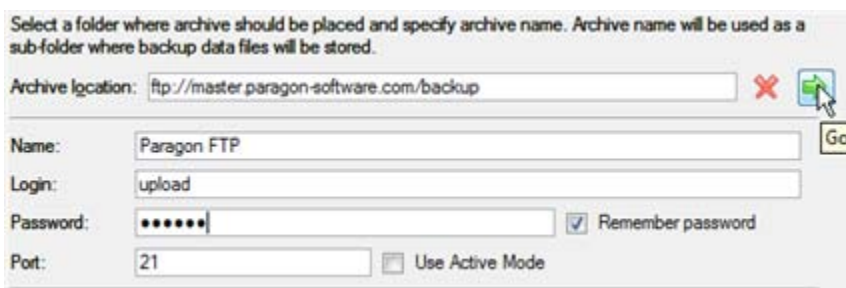 Select a folder where archive should be placed and specify archive name. Archive name will be used as a
sub-folder where backup data files will be stored.
Archive location: ftp://master.paragon-software.com/backup
Go
Name: Paragon FTP
Login: upload
Password: ●●●●●● Remember password
Port: 21 Use Active Mode